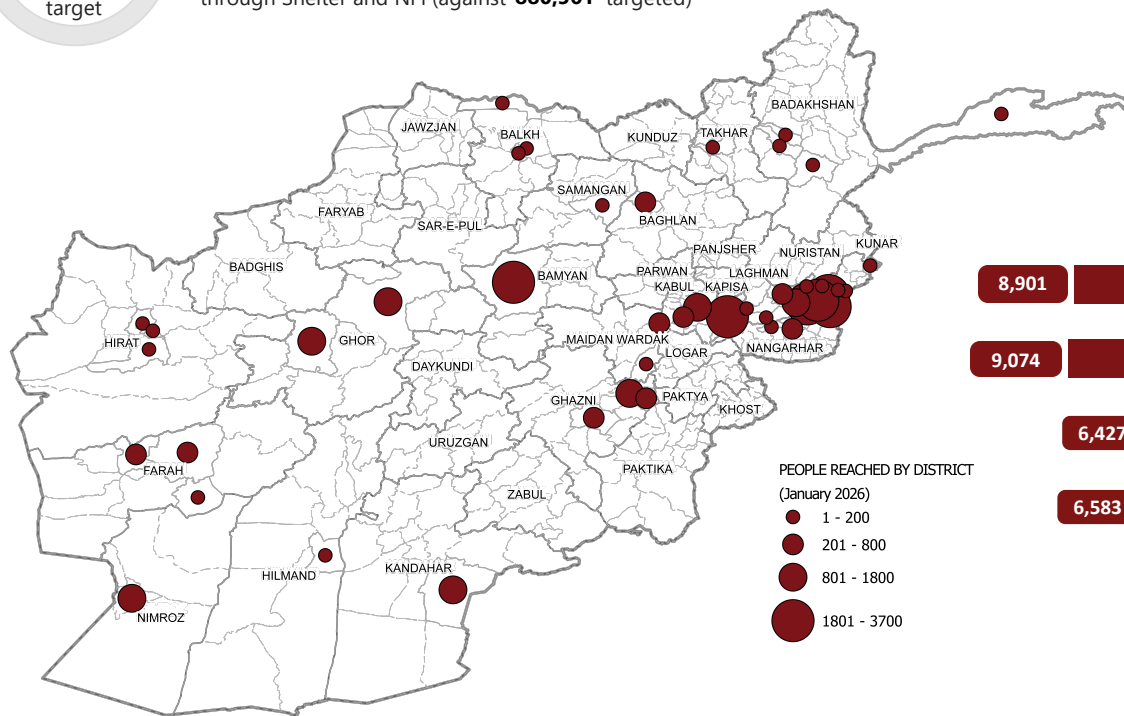 target
through Shelter and NFI (against 680,901 targeted)
BADAKHSHAN
JAWZJAN
BALKH
KUNDUZ
TAKHAR
SAMANGAN
BAGHLAN
FARYAB
SAR-E-PUL
PANJSHER
NURISTAN
KUNAR
BADGHIS
BAMYAN
PARWAN
LAGHMAN
KABUL
KAPISA
8,901
HIRAT
GHOR
MAIDAN WARDAK
LOGAR
NANGARHAR
9,074
DAYKUNDI
GHAZNI
PAKTYA
KHOST
6,427
URUZGAN
FARAH
PAKTIKA
ZABUL
PEOPLE REACHED BY DISTRICT
(January 2026)
1 - 200
201 - 800
801 - 1800
1801 - 3700
6,583
HILMAND
KANDAHAR
NIMROZ